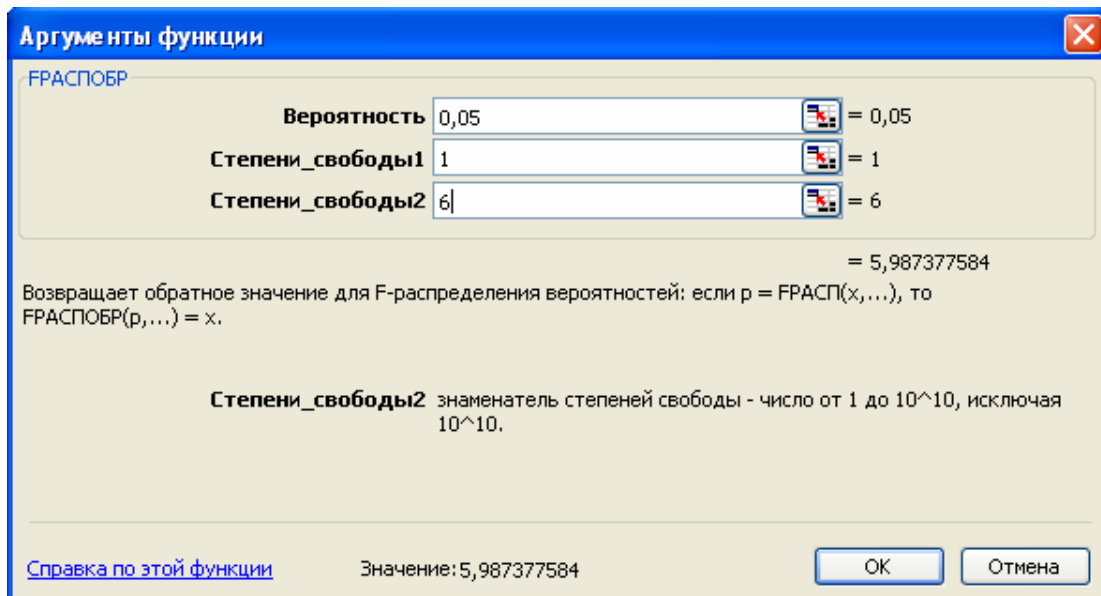 Аргументы функции
FРАСПОБР
Вероятность 0,05 = 0,05
Степени_свободы1 1 = 1
Степени_свободы2 6 = 6
= 5,987377584
Возвращает обратное значение для F-распределения вероятностей: если p = FРАСП(x,...), то
FРАСПОБР(p,...) = x.
Степени_свободы2 знаменатель степеней свободы - число от 1 до 10^10, исключая
10^10.
Справка по этой функции Значение:5,987377584 ОК Отмена